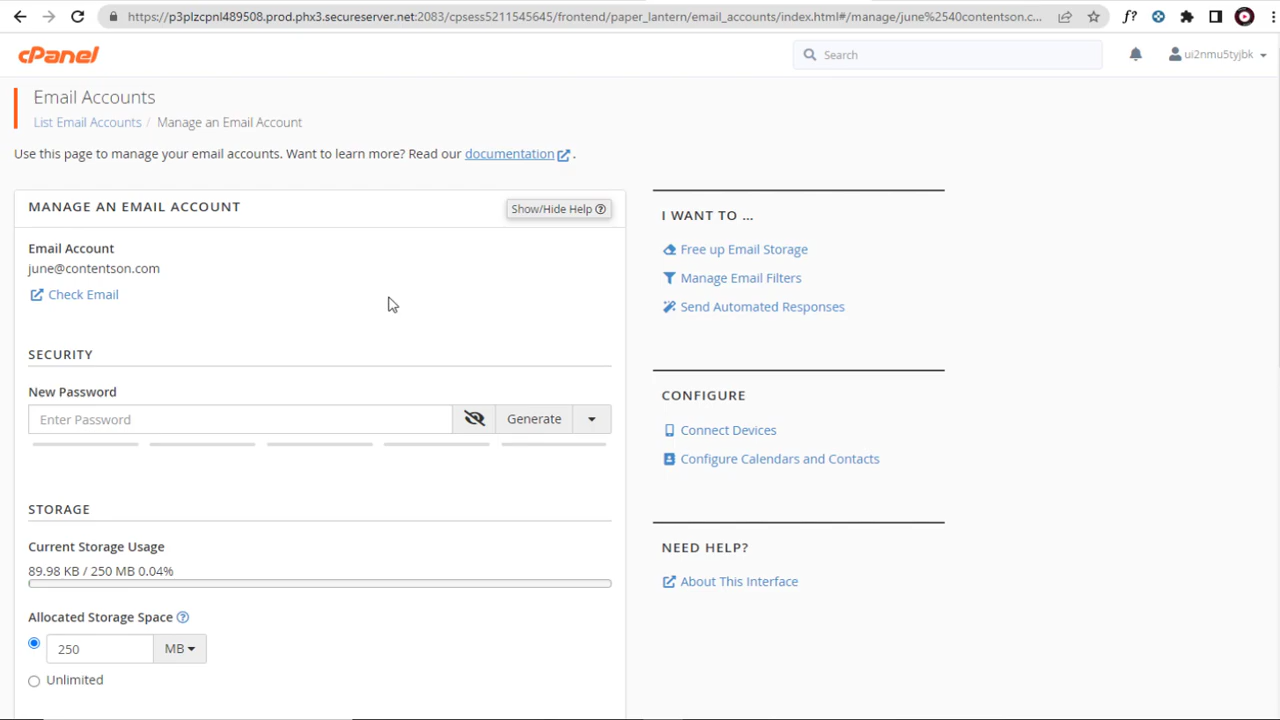 https://p3plzcpnl489508.prod.phx3.secureserver.net:2083/cpsess5211545645/frontend/paper_lantern/email_accounts/index.html#/manage/june%2540contentson.c...
cPanel
Search
ui2nmu5tyjbk
Email Accounts
List Email Accounts / Manage an Email Account
Use this page to manage your email accounts. Want to learn more? Read our documentation .
MANAGE AN EMAIL ACCOUNT
Show/Hide Help
Email Account
june@contentson.com
Check Email
SECURITY
New Password
Enter Password
Generate
STORAGE
Current Storage Usage
89.98 KB / 250 MB 0.04%
Allocated Storage Space
250 MB
Unlimited
I WANT TO ...
Free up Email Storage
Manage Email Filters
Send Automated Responses
CONFIGURE
Connect Devices
Configure Calendars and Contacts
NEED HELP?
About This Interface